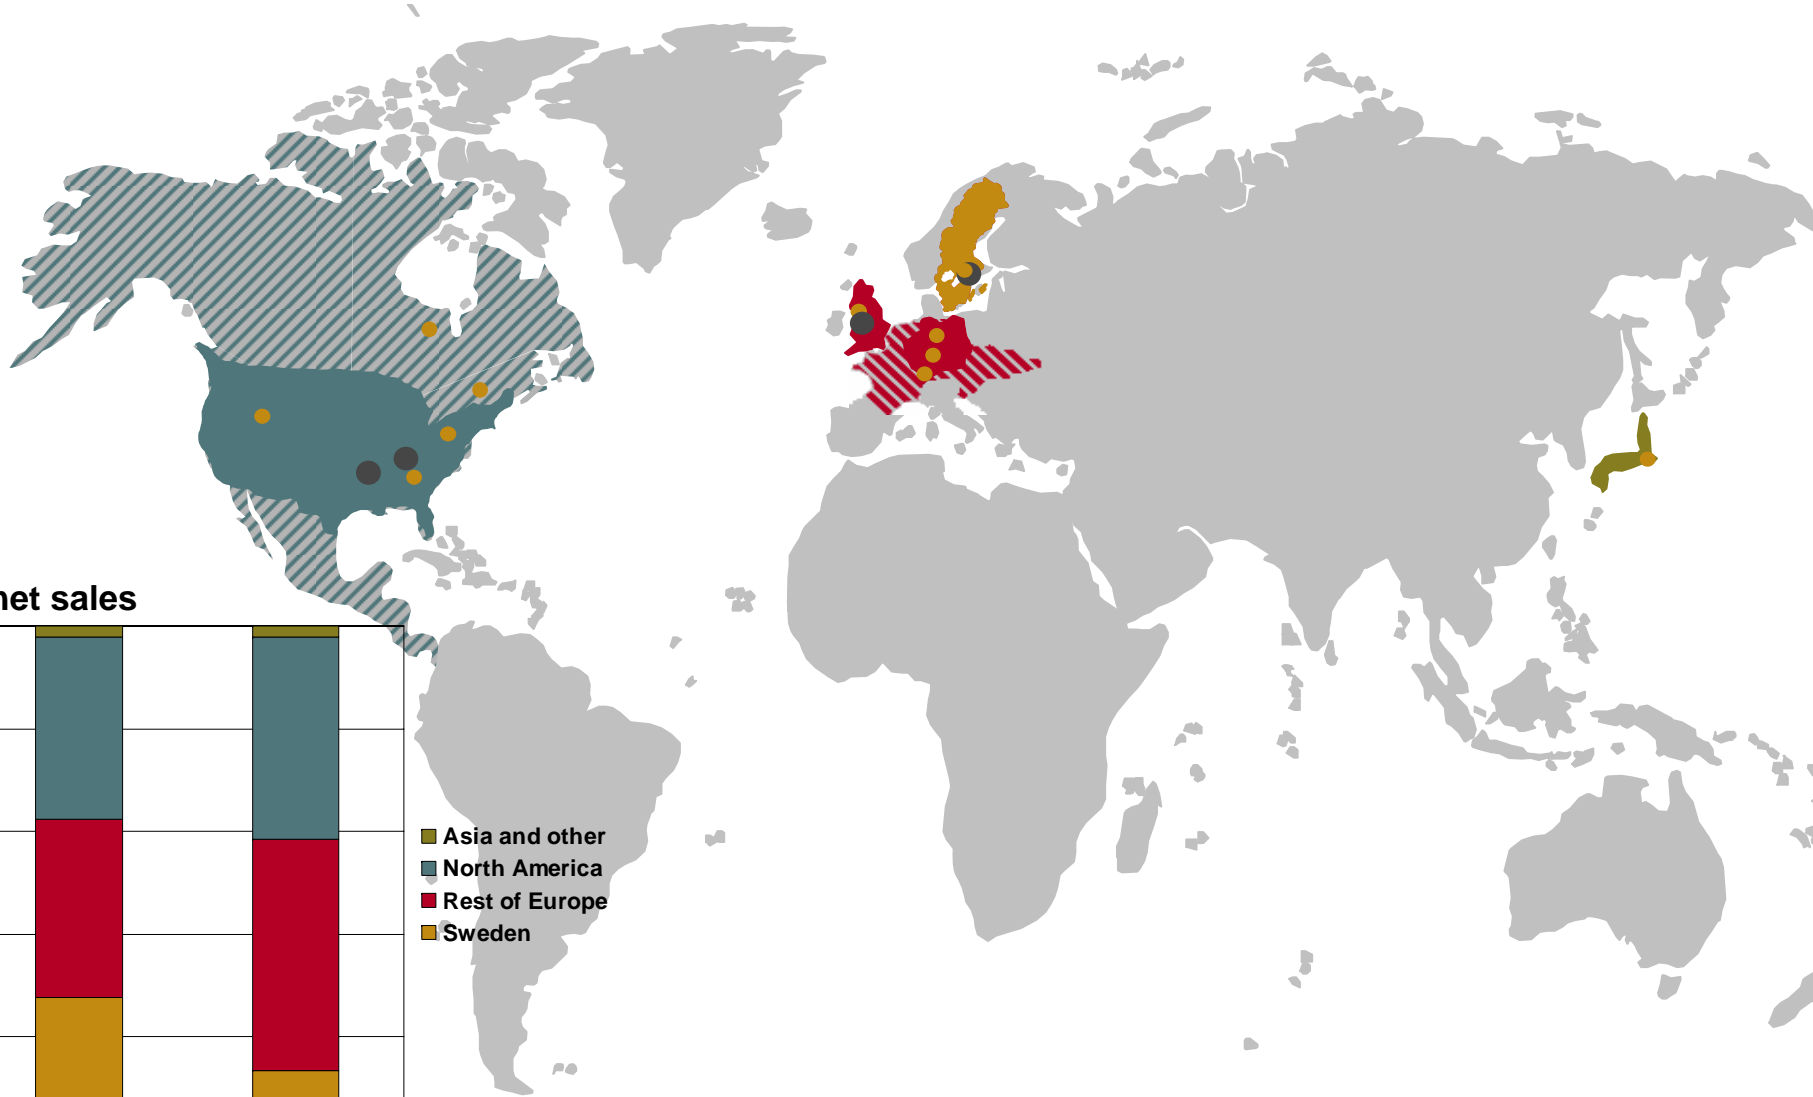 net sales
Asia and other
North America
Rest of Europe
Sweden